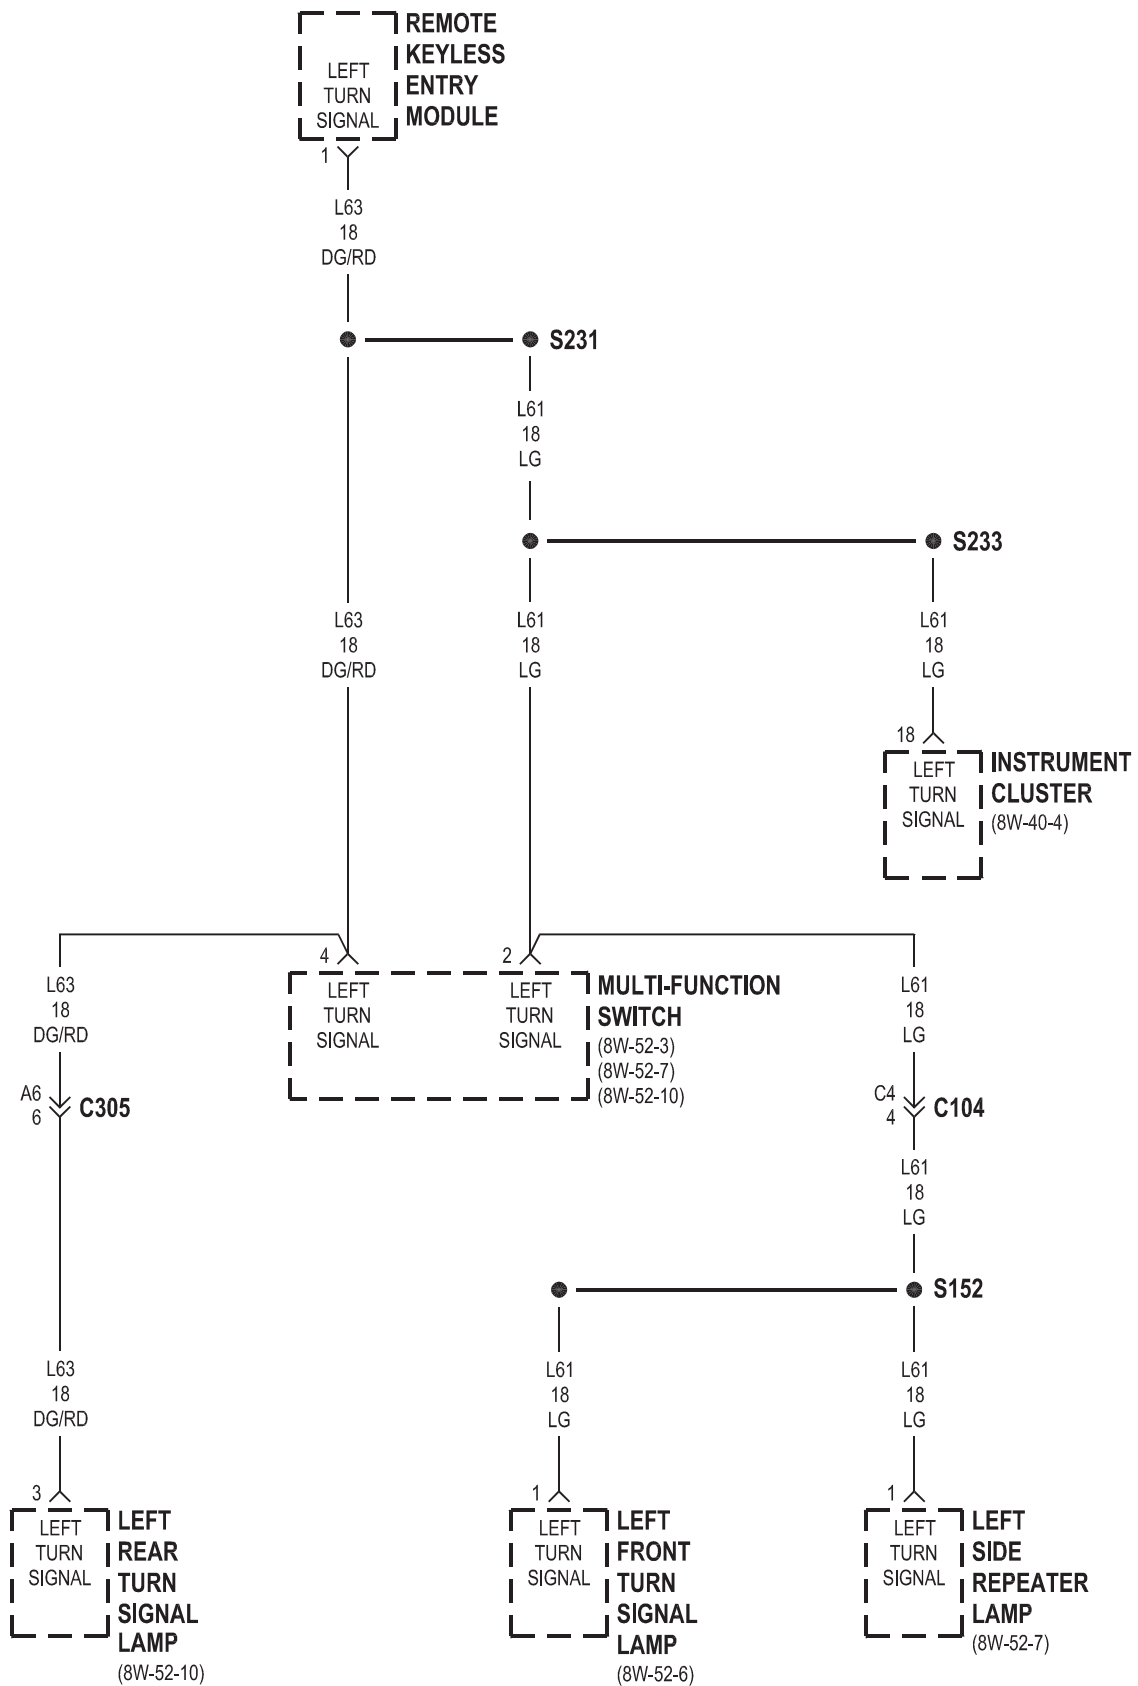 REMOTE
KEYLESS
ENTRY
MODULE
LEFT
TURN
SIGNAL
1
L63
18
DG/RD
S231
L61
18
LG
S233
L63
18
DG/RD
L61
18
LG
L61
18
LG
18
LEFT
TURN
SIGNAL
INSTRUMENT
CLUSTER
(8W-40-4)
4
2
L63
18
DG/RD
LEFT
TURN
SIGNAL
LEFT
TURN
SIGNAL
MULTI-FUNCTION
SWITCH
(8W-52-3)
(8W-52-7)
(8W-52-10)
L61
18
LG
A6
6
C305
C4
4
C104
L61
18
LG
S152
L63
18
DG/RD
L61
18
LG
L61
18
LG
3
LEFT
TURN
SIGNAL
LEFT
REAR
TURN
SIGNAL
LAMP
(8W-52-10)
1
LEFT
TURN
SIGNAL
LEFT
FRONT
TURN
SIGNAL
LAMP
(8W-52-6)
1
LEFT
TURN
SIGNAL
LEFT
SIDE
REPEATER
LAMP
(8W-52-7)